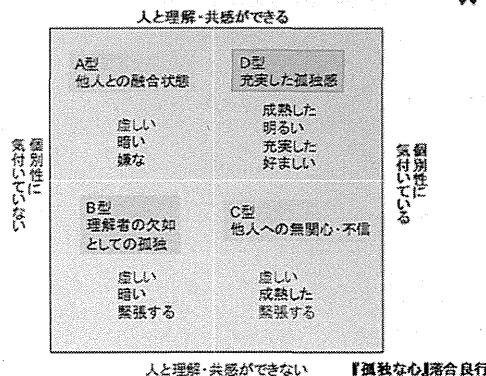 人と理解・共感ができる
A型
他人との融合状態
虚しい
暗い
嫌な
D型
充実した孤独感
成熟した
明るい
充実した
好ましい
個別性に
気付いていない
個別性に
気付いている
B型
理解者の欠如
としての孤独
虚しい
暗い
緊張する
C型
他人への無関心・不信
虚しい
成熟した
緊張する
人と理解・共感ができない
『孤独な心』落合良行